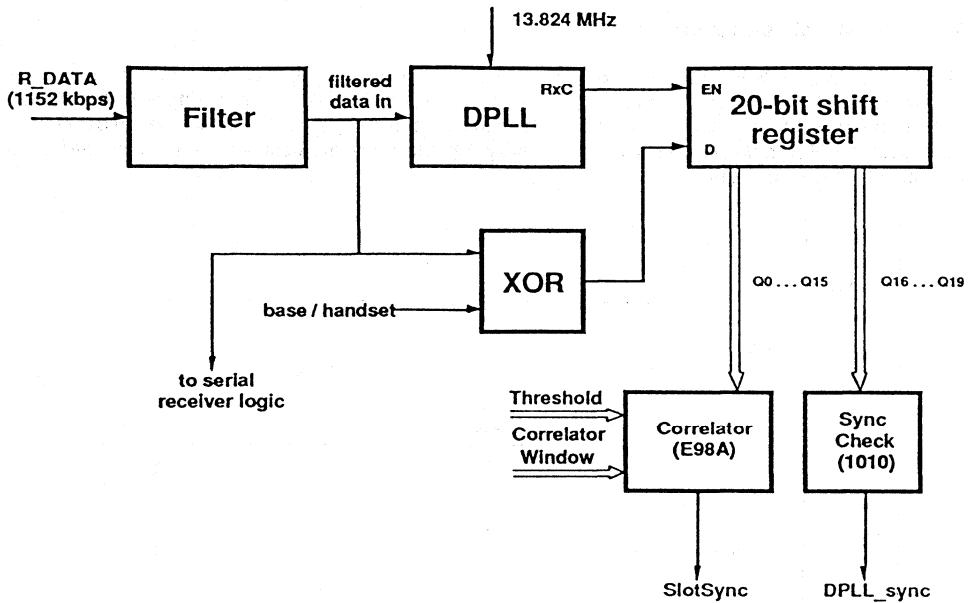 13.824 MHz
R_DATA
(1152 kbps)
Filter
filtered
data in
DPLL
RxC
EN
D
20-bit shift
register
XOR
base / handset
to serial
receiver logic
Q0 . . . Q15
Q16 . . . Q19
Threshold
Correlator
Window
Correlator
(E98A)
Sync
Check
(1010)
SlotSync
DPLL_sync